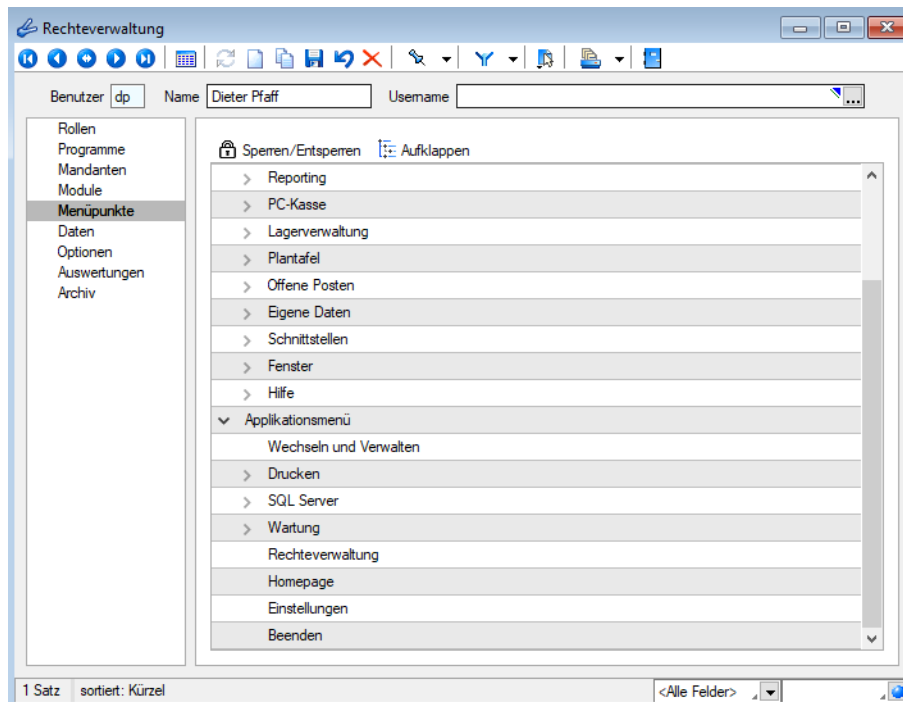 Rechteverwaltung
Benutzer dp Name Dieter Pfaff Username ...
Rollen
Programme
Mandanten
Module
Menüpunkte
Daten
Optionen
Auswertungen
Archiv
Sperren/Entsperren Aufklappen
Reporting
PC-Kasse
Lagerverwaltung
Plantafel
Offene Posten
Eigene Daten
Schnittstellen
Fenster
Hilfe
Applikationsmenü
Wechseln und Verwalten
Drucken
SQL Server
Wartung
Rechteverwaltung
Homepage
Einstellungen
Beenden
1 Satz sortiert: Kürzel <Alle Felder>